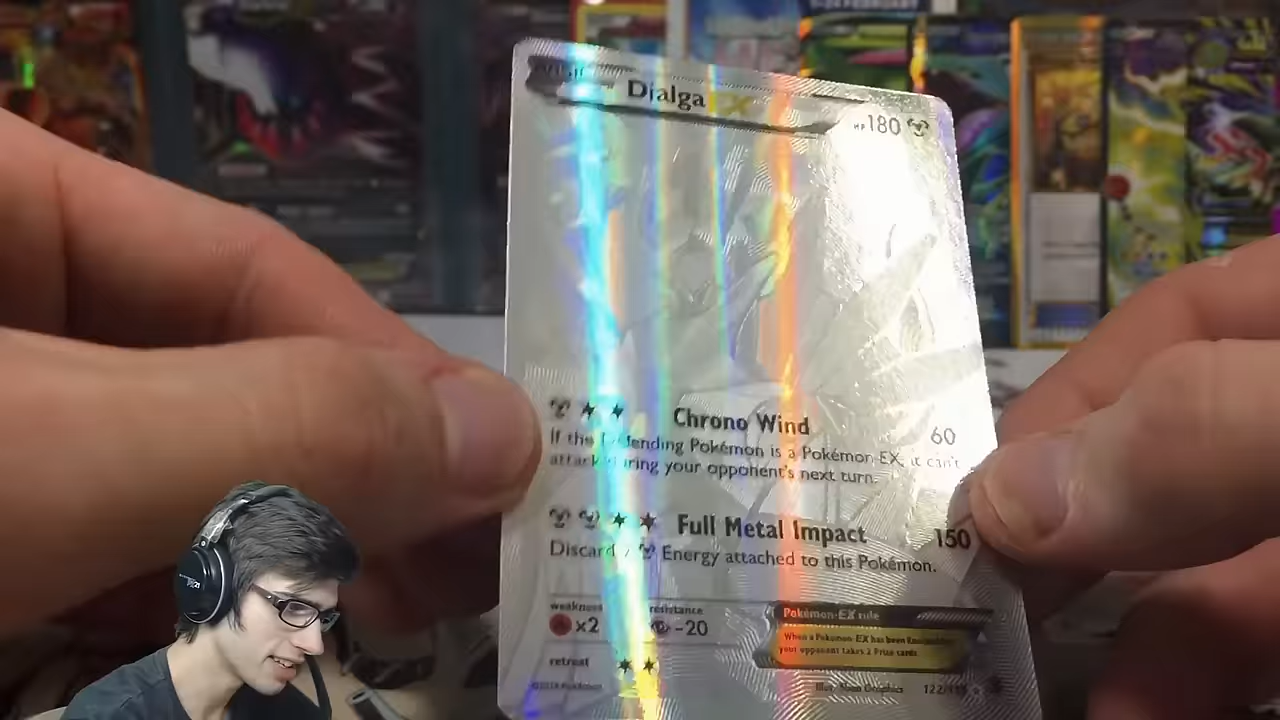 Dialga EX
HP 180
Chrono Wind 60
If the Defending Pokémon is a Pokémon-EX, it can't
attack during your opponent's next turn.
Full Metal Impact 150
Discard Energy attached to this Pokémon.
weakness resistance
×2 -20
retreat
Pokémon-EX rule
When a Pokémon-EX has been Knocked Out,
your opponent takes 2 Prize cards.
Illus.
122/